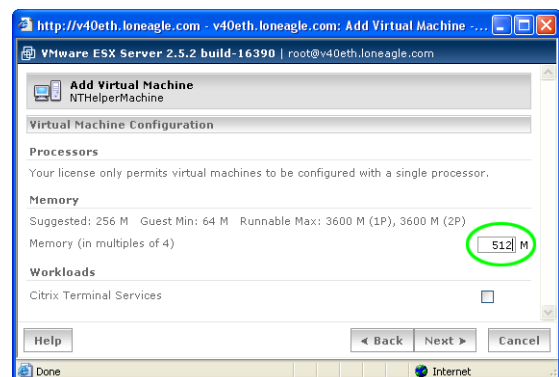 http://v40eth.loneagle.com - v40eth.loneagle.com: Add Virtual Machine -...
VMware ESX Server 2.5.2 build-16390 | root@v40eth.loneagle.com
Add Virtual Machine
NTHelperMachine
Virtual Machine Configuration
Processors
Your license only permits virtual machines to be configured with a single processor.
Memory
Suggested: 256 M Guest Min: 64 M Runnable Max: 3600 M (1P), 3600 M (2P)
Memory (in multiples of 4) 512 M
Workloads
Citrix Terminal Services
Help Back Next Cancel
Done Internet